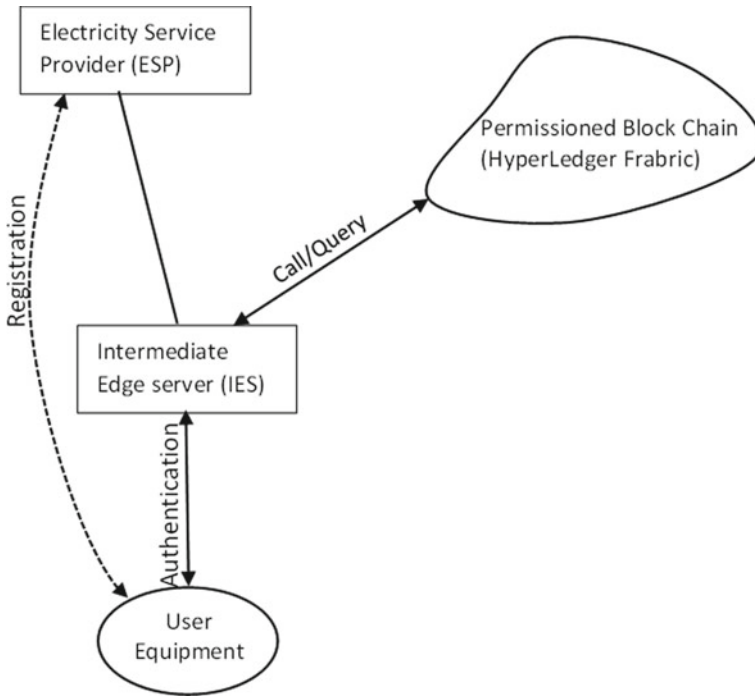 Electricity Service
Provider (ESP)
Permissioned Block Chain
(HyperLedger Frabric)
Registration
Call/Query
Intermediate
Edge server (IES)
Authentication
User
Equipment